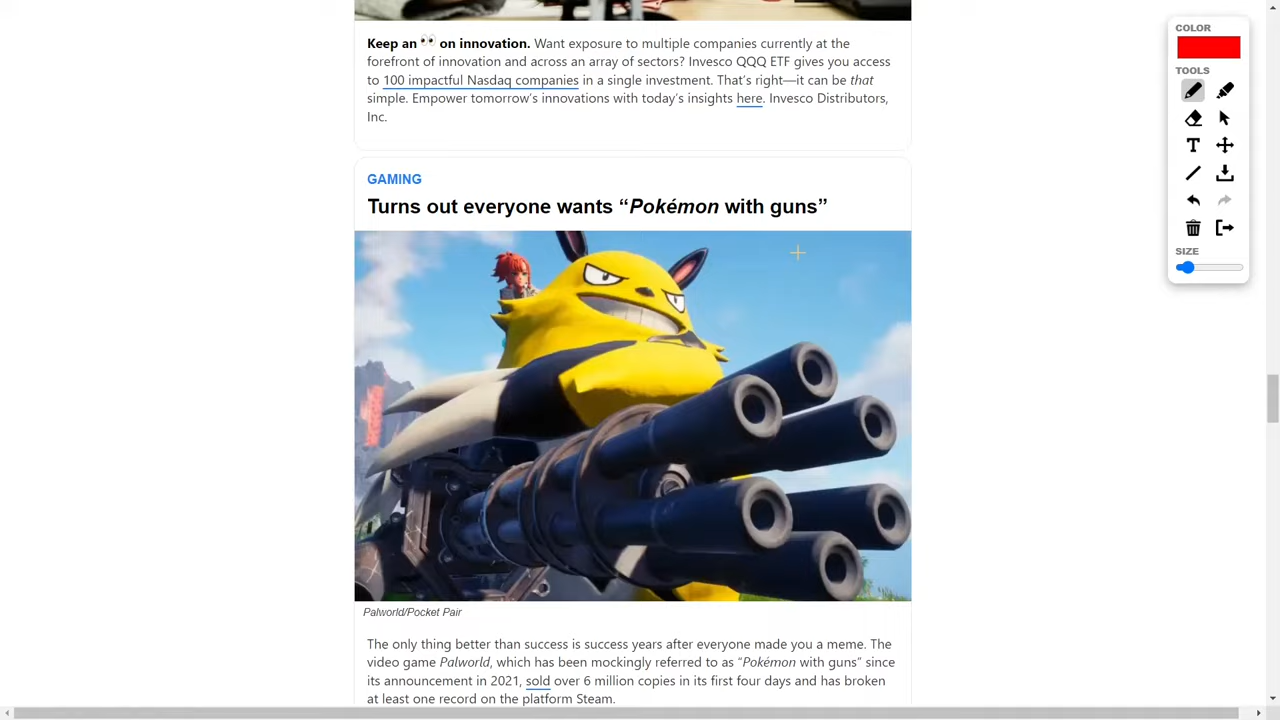 Keep an 👀 on innovation. Want exposure to multiple companies currently at the
forefront of innovation and across an array of sectors? Invesco QQQ ETF gives you access
to 100 impactful Nasdaq companies in a single investment. That's right—it can be that
simple. Empower tomorrow's innovations with today's insights here. Invesco Distributors,
Inc.
GAMING
Turns out everyone wants “Pokémon with guns”
Palworld/Pocket Pair
The only thing better than success is success years after everyone made you a meme. The
video game Palworld, which has been mockingly referred to as “Pokémon with guns” since
its announcement in 2021, sold over 6 million copies in its first four days and has broken
at least one record on the platform Steam.
COLOR
TOOLS
T
SIZE